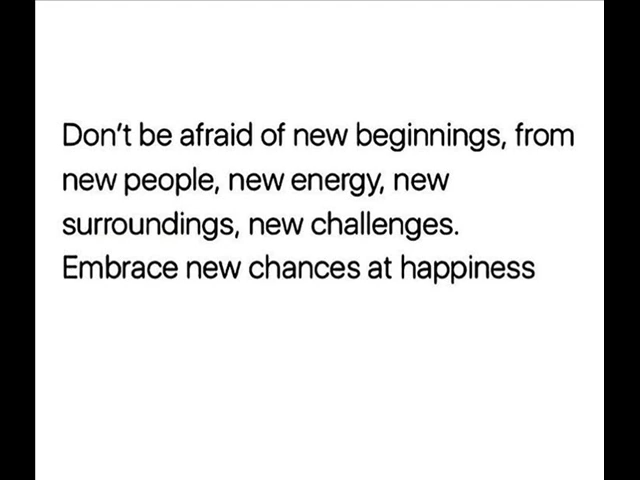 Don't be afraid of new beginnings, from
new people, new energy, new
surroundings, new challenges.
Embrace new chances at happiness